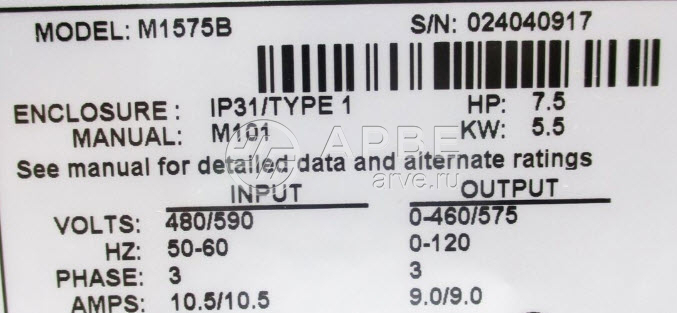 MODEL: M1575B S/N: 024040917
ENCLOSURE : IP31/TYPE 1 HP: 7.5
MANUAL: M101 KW: 5.5
АРВЕ
arve.ru
See manual for detailed data and alternate ratings
INPUT OUTPUT
VOLTS: 480/590 0-460/575
HZ: 50-60 0-120
PHASE: 3 3
AMPS: 10.5/10.5 9.0/9.0